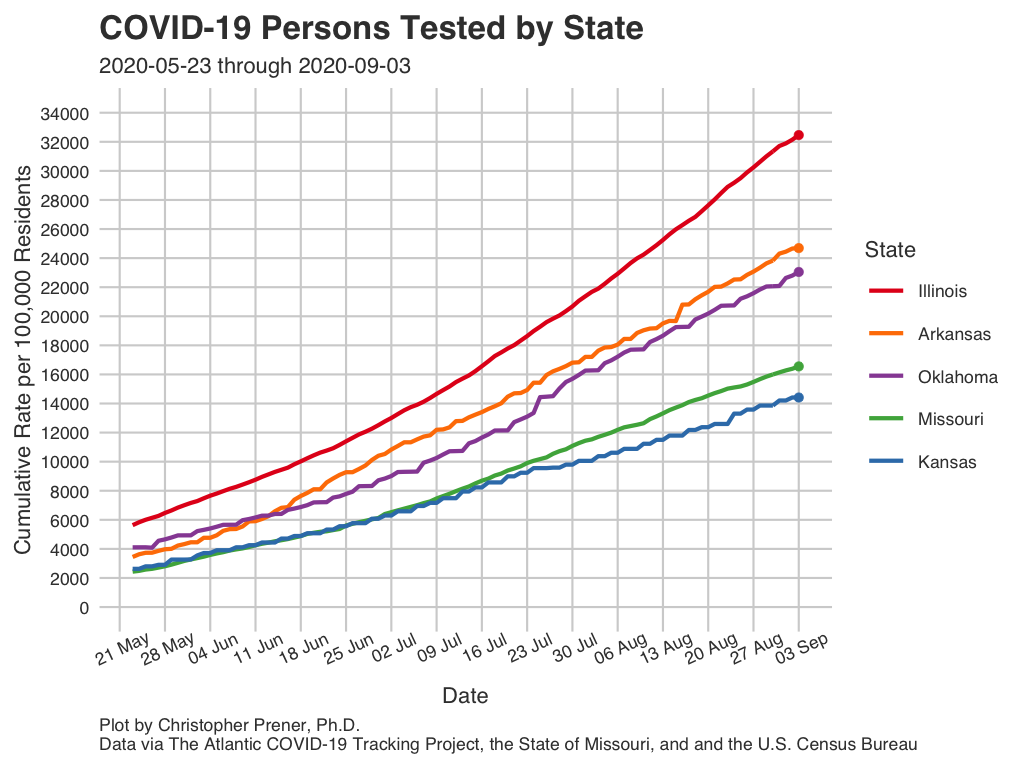 COVID-19 Persons Tested by State
2020-05-23 through 2020-09-03
Cumulative Rate per 100,000 Residents
34000
32000
30000
28000
26000
24000
22000
20000
18000
16000
14000
12000
10000
8000
6000
4000
2000
0
21 May
28 May
04 Jun
11 Jun
18 Jun
25 Jun
02 Jul
09 Jul
16 Jul
23 Jul
30 Jul
06 Aug
13 Aug
20 Aug
27 Aug
03 Sep
Date
State
Illinois
Arkansas
Oklahoma
Missouri
Kansas
Plot by Christopher Prener, Ph.D.
Data via The Atlantic COVID-19 Tracking Project, the State of Missouri, and and the U.S. Census Bureau